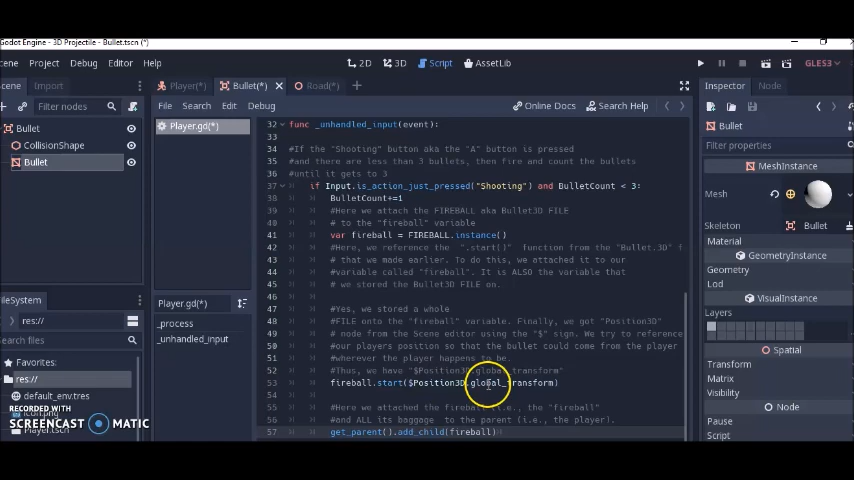 Godot Engine - 3D Projectile - Bullet.tscn (*)
cene Project Debug Editor Help
2D 3D Script AssetLib
GLES3
Scene Import
Player(*) Bullet(*) Road(*)
Inspector Node
Filter nodes
File Search Edit Debug
Online Docs Search Help
Bullet
CollisionShape
Bullet
Player.gd(*)
Bullet
Filter properties
MeshInstance
Mesh
Skeleton Bullet
Material
GeometryInstance
Geometry
Lod
VisualInstance
Layers
Spatial
Transform
Matrix
Visibility
Node
Pause
Script
32 func _unhandled_input(event):
33
34 #If the "Shooting" button aka the "A" button is pressed
35 #and there are less than 3 bullets, then fire and count the bullets
36 #until it gets to 3
37 if Input.is_action_just_pressed("Shooting") and BulletCount < 3:
38 BulletCount+=1
39 #Here we attach the FIREBALL aka Bullet3D FILE
40 # to the "fireball" variable
41 var fireball = FIREBALL.instance()
42 #Here, we reference the ".start()" function from the "Bullet.3D" f
43 # that we made earlier. To do this, we attached it to our
44 #variable called "fireball". It is ALSO the variable that
45 # we stored the Bullet3D FILE on.
46
47 #Yes, we stored a whole
48 #FILE onto the "fireball" variable. Finally, we got "Position3D"
49 # node from the Scene editor using the "$" sign. We try to reference
50 #our players position so that the bullet could come from the player
51 #wherever the player happens to be.
52 #Thus, we have "$Position3D.global_transform"
53 fireball.start($Position3D.global_transform)
54
55 #Here we attached the fireball (i.e., the "fireball"
56 #and ALL its baggage to the parent (i.e., the player).
57 get_parent().add_child(fireball)
Player.gd(*)
_process
_unhandled_input
FileSystem
res://
Search files
Favorites:
res://
default_env.tres
icon.png
Player.tscn
RECORDED WITH
SCREENCAST MATIC